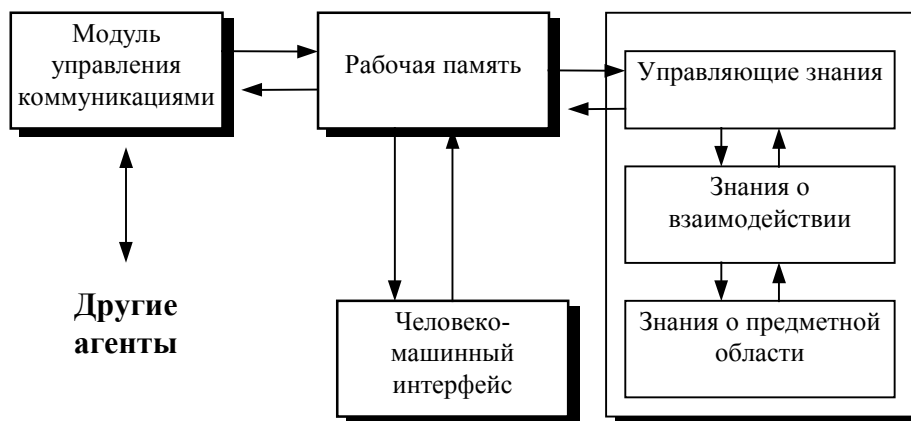 Модуль
управления
коммуникациями
Рабочая память
Управляющие знания
Знания о
взаимодействии
Другие
агенты
Человеко-
машинный
интерфейс
Знания о предметной
области